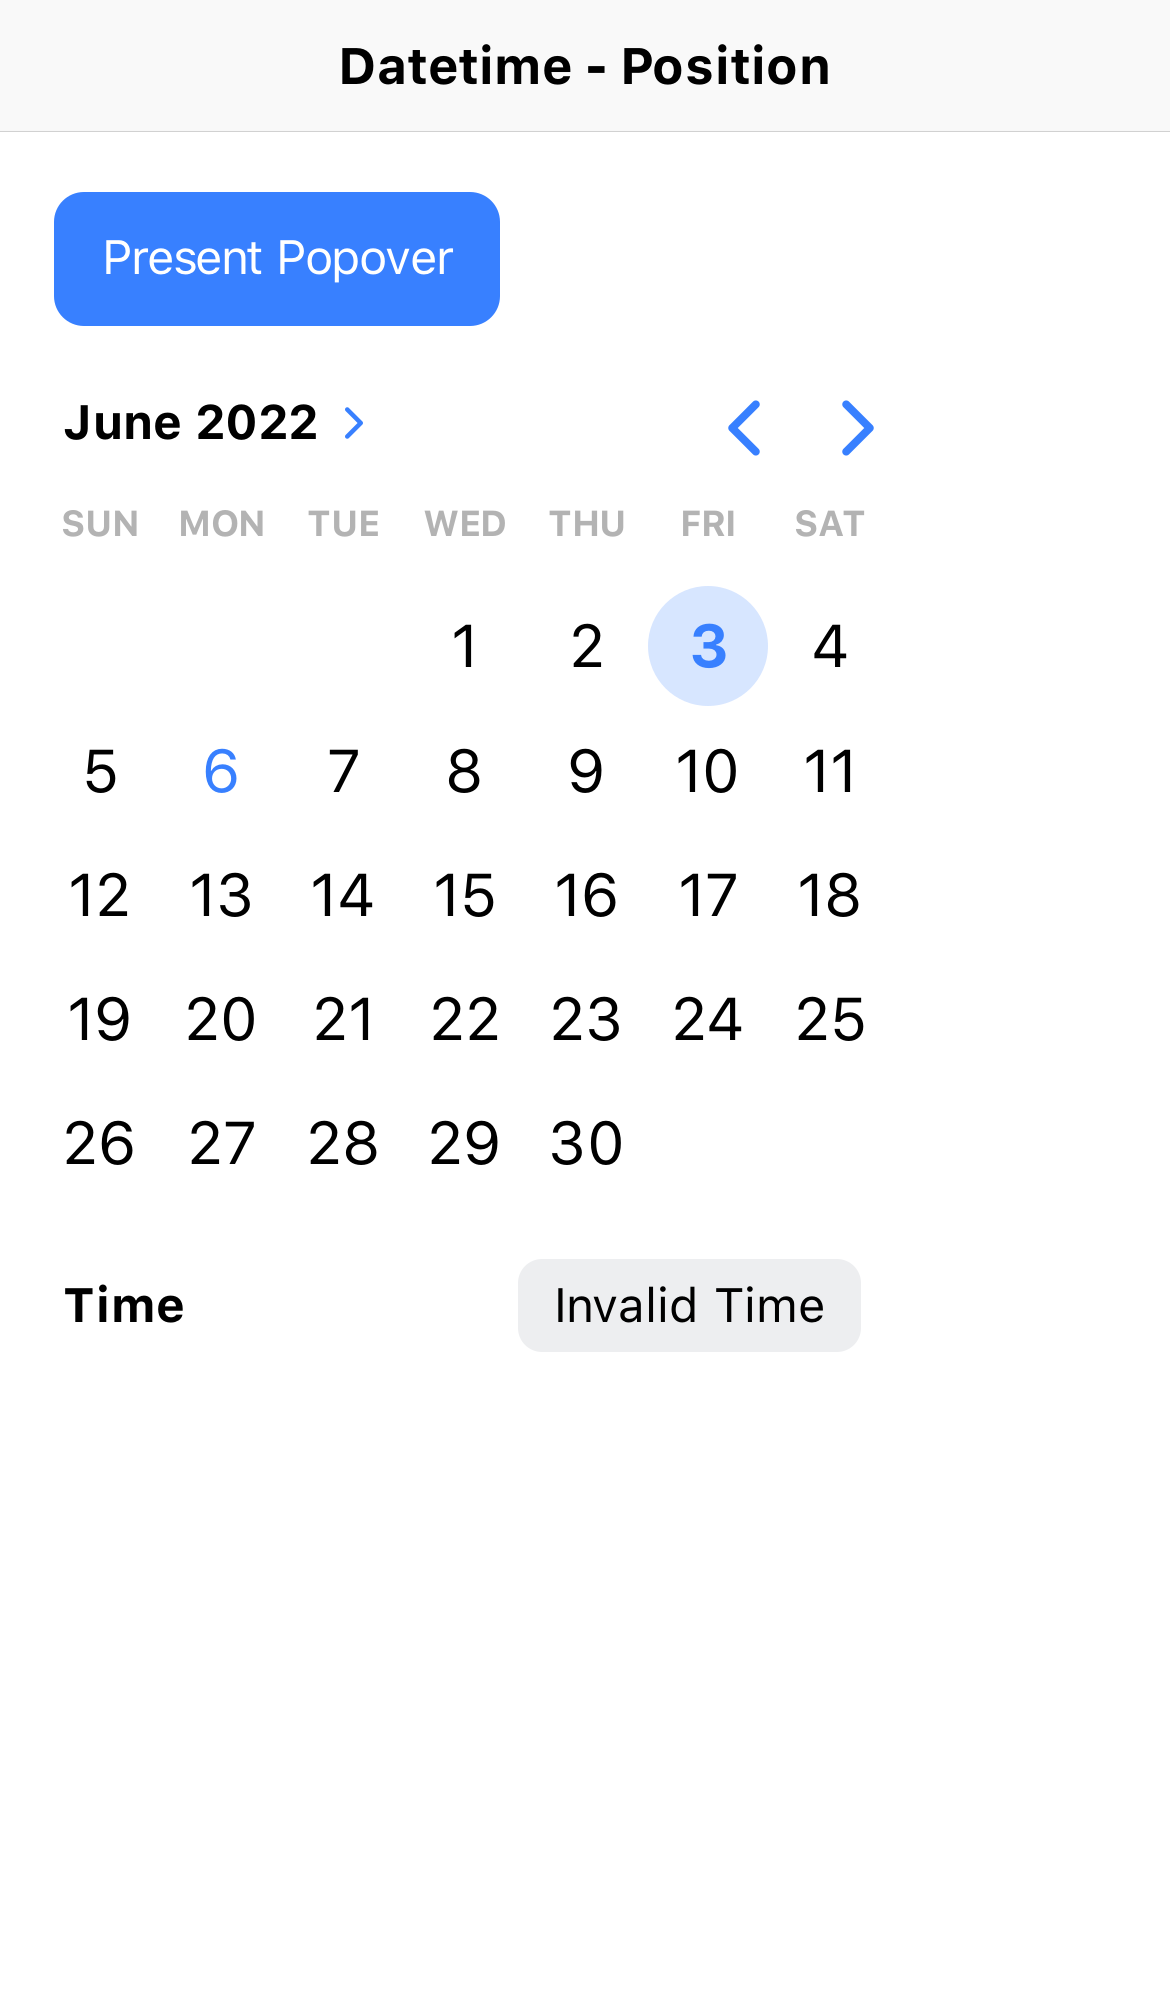 Datetime - Position
Present Popover
June 2022
SUN MON TUE WED THU FRI SAT
1 2 3 4
5 6 7 8 9 10 11
12 13 14 15 16 17 18
19 20 21 22 23 24 25
26 27 28 29 30
Time Invalid Time